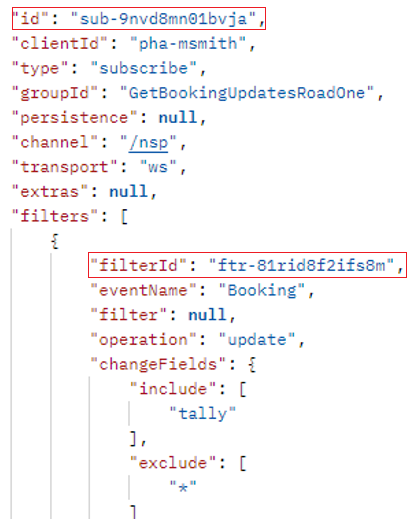 "id": "sub-9nvd8mn01bvja",
"clientId": "pha-msmith",
"type": "subscribe",
"groupId": "GetBookingUpdatesRoadOne",
"persistence": null,
"channel": "/nsp",
"transport": "ws",
"extras": null,
"filters": [
{
"filterId": "ftr-81rid8f2ifs8m",
"eventName": "Booking",
"filter": null,
"operation": "update",
"changeFields": {
"include": [
"tally"
],
"exclude": [
"*"
]